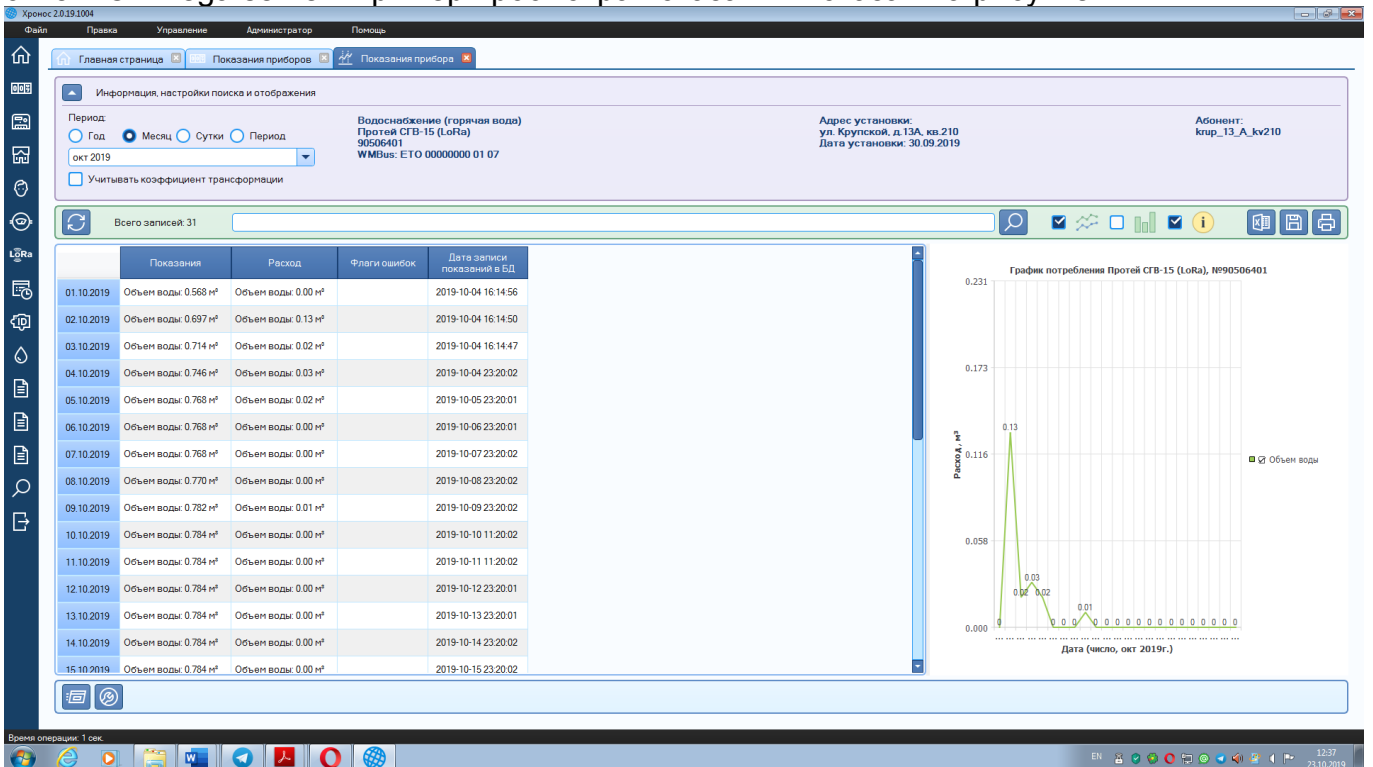 Хронос 2.0.19.1004
Файл Правка Управление Администратор Помощь
Главная страница Показания приборов Показания прибора
Информация, настройки поиска и отображения
Период:
Год Месяц Сутки Период
окт 2019
Учитывать коэффициент трансформации
Водоснабжение (горячая вода)
Протей СГВ-15 (LoRa)
90506401
WMBus: ETO 00000000 01 07
Адрес установки:
ул. Крупской, д.13А, кв.210
Дата установки: 30.09.2019
Абонент:
krup_13_A_kv210
Всего записей: 31
LoRa
ID
Показания Расход Флаги ошибок Дата записи показаний в БД
01.10.2019 Объем воды: 0.568 м³ Объем воды: 0.00 м³ 2019-10-04 16:14:56
02.10.2019 Объем воды: 0.697 м³ Объем воды: 0.13 м³ 2019-10-04 16:14:50
03.10.2019 Объем воды: 0.714 м³ Объем воды: 0.02 м³ 2019-10-04 16:14:47
04.10.2019 Объем воды: 0.746 м³ Объем воды: 0.03 м³ 2019-10-04 23:20:02
05.10.2019 Объем воды: 0.768 м³ Объем воды: 0.02 м³ 2019-10-05 23:20:01
06.10.2019 Объем воды: 0.768 м³ Объем воды: 0.00 м³ 2019-10-06 23:20:01
07.10.2019 Объем воды: 0.768 м³ Объем воды: 0.00 м³ 2019-10-07 23:20:02
08.10.2019 Объем воды: 0.770 м³ Объем воды: 0.00 м³ 2019-10-08 23:20:02
09.10.2019 Объем воды: 0.782 м³ Объем воды: 0.01 м³ 2019-10-09 23:20:02
10.10.2019 Объем воды: 0.784 м³ Объем воды: 0.00 м³ 2019-10-10 11:20:02
11.10.2019 Объем воды: 0.784 м³ Объем воды: 0.00 м³ 2019-10-11 11:20:02
12.10.2019 Объем воды: 0.784 м³ Объем воды: 0.00 м³ 2019-10-12 23:20:01
13.10.2019 Объем воды: 0.784 м³ Объем воды: 0.00 м³ 2019-10-13 23:20:01
14.10.2019 Объем воды: 0.784 м³ Объем воды: 0.00 м³ 2019-10-14 23:20:02
15.10.2019 Объем воды: 0.784 м³ Объем воды: 0.00 м³ 2019-10-15 23:20:02
График потребления Протей СГВ-15 (LoRa), №90506401
0.231
0.173
0.116
0.058
0.000
Расход, м³
0 0.13 0.02 0.03 0.02 0 0 0 0.01 0 0 0 0 0 0 0 0 0 0 0 0 0 0
... ... ... ... ... ... ... ... ... ... ... ... ... ... ... ... ... ... ... ... ... ... ...
Дата (число, окт 2019г.)
Объем воды
Время операции: 1 сек.
EN 12:37
23.10.2019